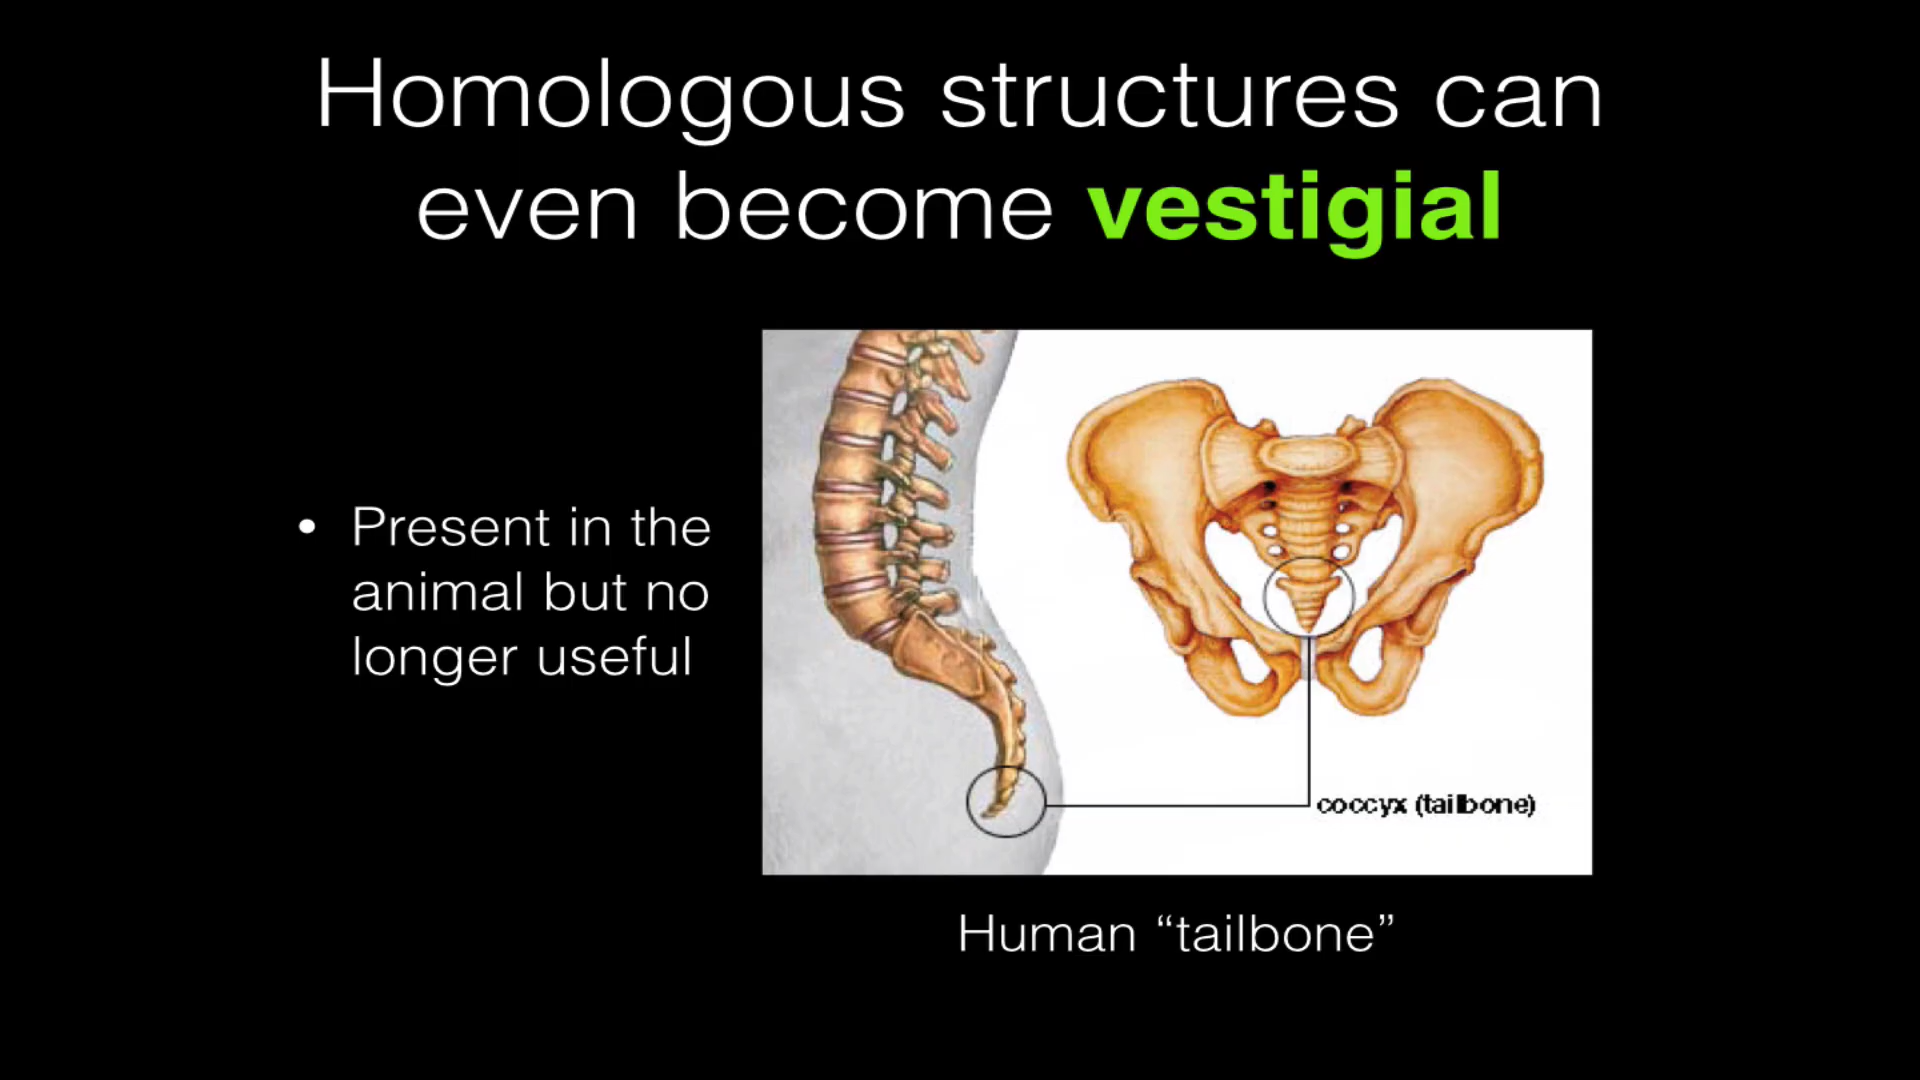 Homologous structures can
even become vestigial
• Present in the
animal but no
longer useful
coccyx (tailbone)
Human “tailbone”